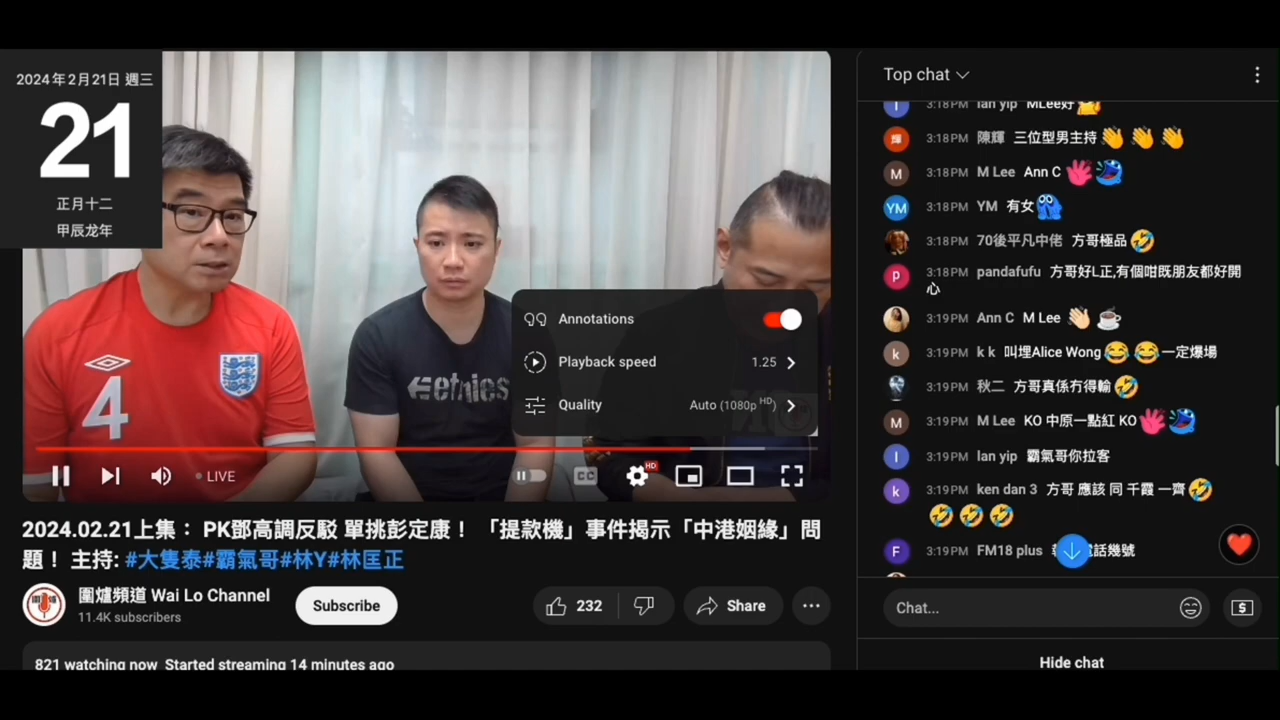 2024年2月21日 週三
21
正月十二
甲辰龙年
4
etnies
Annotations
Playback speed 1.25
Quality Auto (1080p HD)
LIVE
CC
HD
2024.02.21上集： PK鄧高調反駁 單挑彭定康！ 「提款機」事件揭示「中港姻緣」問
題！ 主持: #大隻泰#霸氣哥#林Y#林匡正
圍爐頻道 Wai Lo Channel
11.4K subscribers
Subscribe
232
Share
821 watching now Started streaming 14 minutes ago
Top chat
I 3:18PM Ian yip MLee好
輝 3:18PM 陳輝 三位型男主持
M 3:18PM M Lee Ann C
YM 3:18PM YM 有女
3:18PM 70後平凡中佬 方哥極品
p 3:18PM pandafufu 方哥好L正,有個咁既朋友都好開
心
3:19PM Ann C M Lee
k 3:19PM k k 叫埋Alice Wong 一定爆場
3:19PM 秋二 方哥真係冇得輸
M 3:19PM M Lee KO 中原一點紅 KO
I 3:19PM Ian yip 霸氣哥你拉客
k 3:19PM ken dan 3 方哥 應該 同 千霞 一齊
F 3:19PM FM18 plus 電話幾號
Chat...
Hide chat